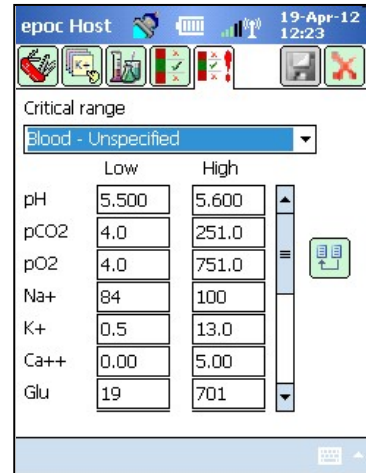 epoc Host 19-Apr-12
12:23
K+
Critical range
Blood - Unspecified
Low High
pH 5.500 5.600
pCO2 4.0 251.0
pO2 4.0 751.0
Na+ 84 100
K+ 0.5 13.0
Ca++ 0.00 5.00
Glu 19 701